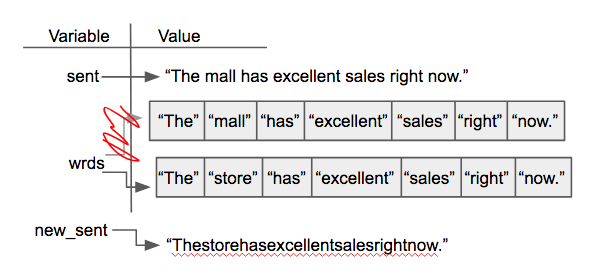 Variable Value
sent “The mall has excellent sales right now.”
“The” “mall” “has” “excellent” “sales” “right” “now.”
wrds
“The” “store” “has” “excellent” “sales” “right” “now.”
new_sent
“Thestorehasexcellentsalesrightnow.”